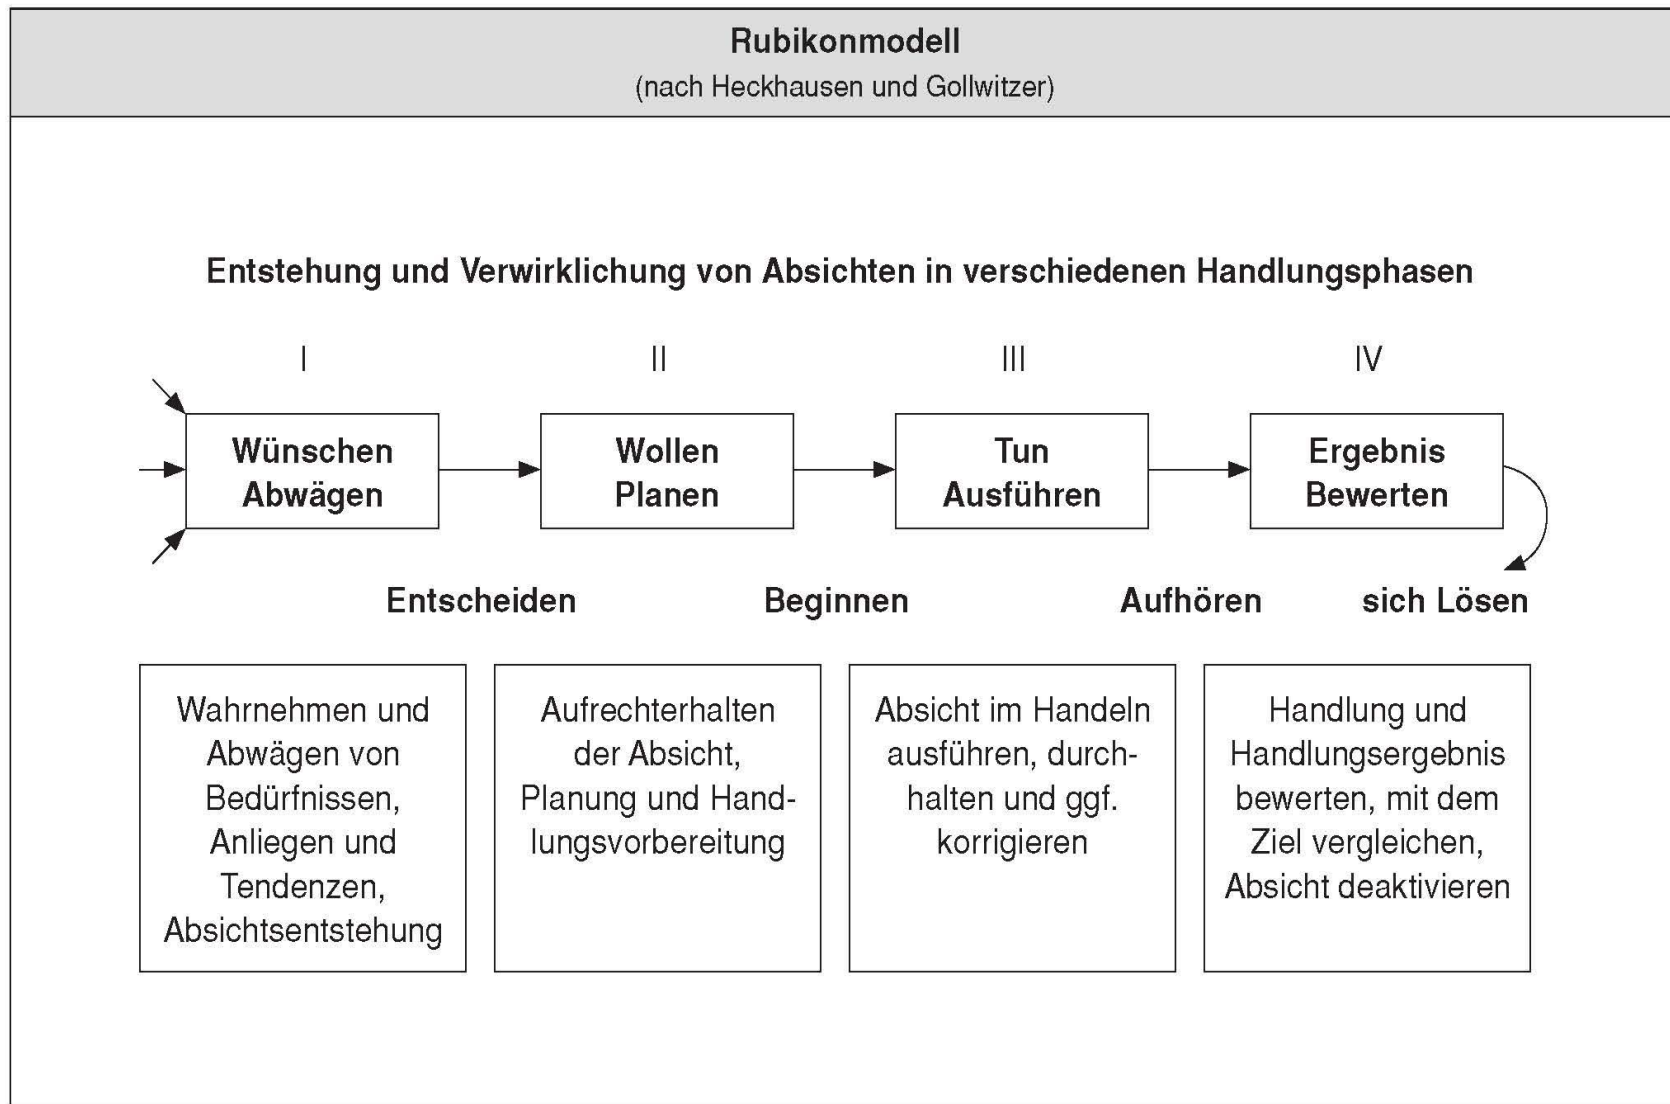 Rubikonmodell
(nach Heckhausen und Gollwitzer)
Entstehung und Verwirklichung von Absichten in verschiedenen Handlungsphasen
I
II
III
IV
Wünschen
Abwägen
Wollen
Planen
Tun
Ausführen
Ergebnis
Bewerten
Entscheiden
Beginnen
Aufhören
sich Lösen
Wahrnehmen und
Abwägen von
Bedürfnissen,
Anliegen und
Tendenzen,
Absichtsentstehung
Aufrechterhalten
der Absicht,
Planung und Hand-
lungsvorbereitung
Absicht im Handeln
ausführen, durch-
halten und ggf.
korrigieren
Handlung und
Handlungsergebnis
bewerten, mit dem
Ziel vergleichen,
Absicht deaktivieren